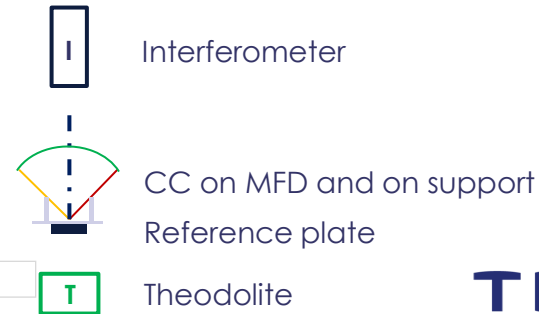 I Interferometer
CC on MFD and on support
Reference plate
T Theodolite